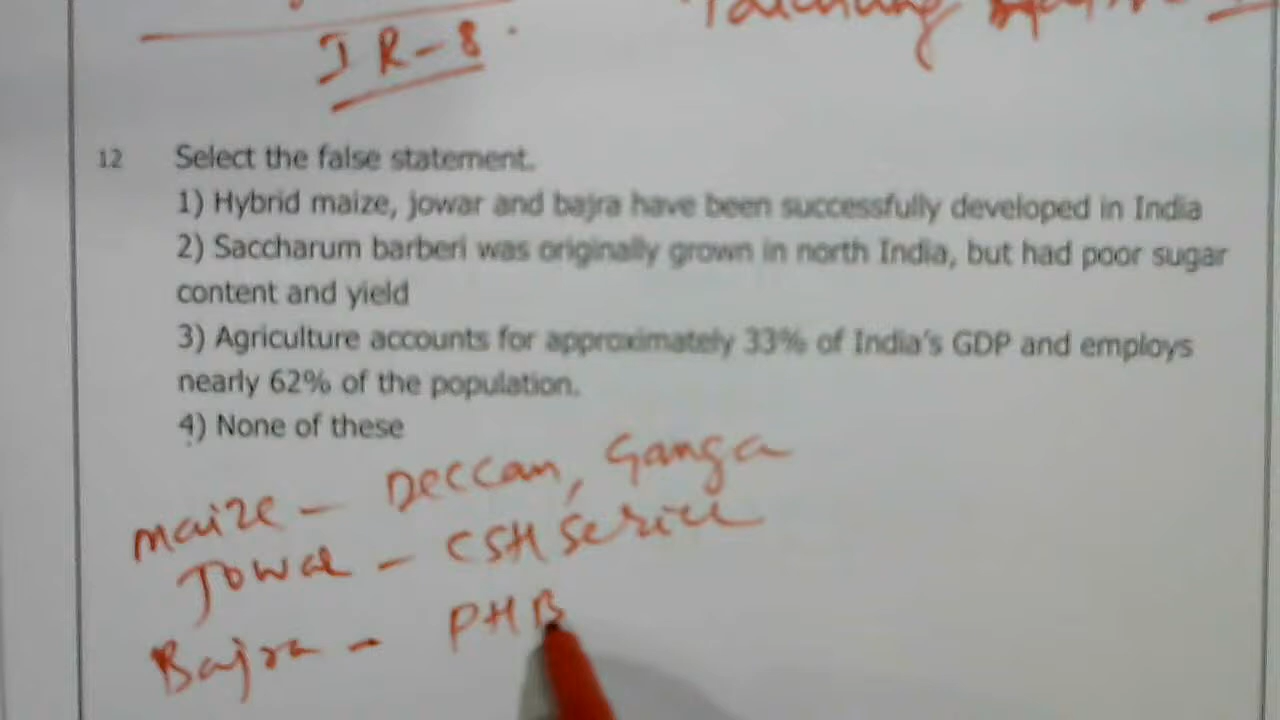 IR-8.
12 Select the false statement.
1) Hybrid maize, jowar and bajra have been successfully developed in India
2) Saccharum barberi was originally grown in north India, but had poor sugar
content and yield
3) Agriculture accounts for approximately 33% of India's GDP and employs
nearly 62% of the population.
4) None of these
Maize - Deccan, Ganga
Jowar - CSH Series
Bajra - PHB